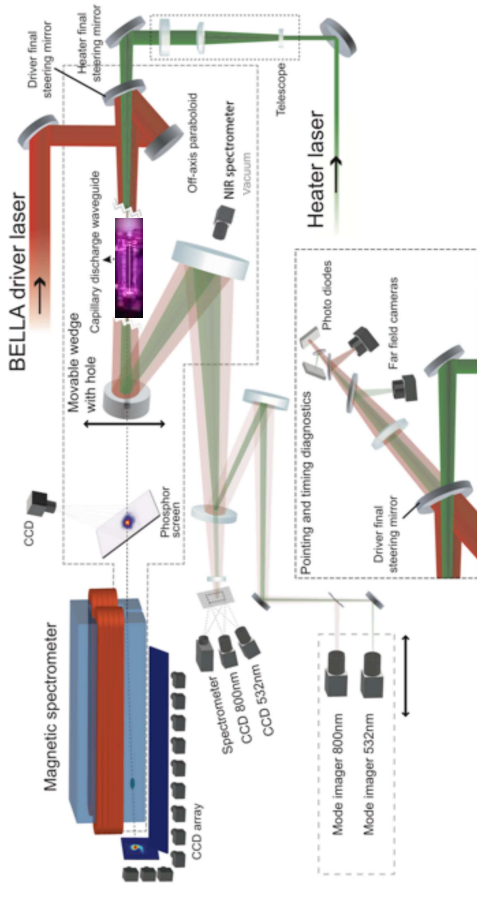 BELLA driver laser
Driver final
steering mirror
Heater final
steering mirror
Capillary discharge waveguide
Off-axis paraboloid
Telescope
Heater laser
NIR spectrometer
Vacuum
Movable wedge
with hole
CCD
Phosphor
screen
Magnetic spectrometer
CCD array
Spectrometer
CCD 800nm
CCD 532nm
Mode imager 800nm
Mode imager 532nm
Pointing and timing diagnostics
Photo diodes
Far field cameras
Driver final
steering mirror